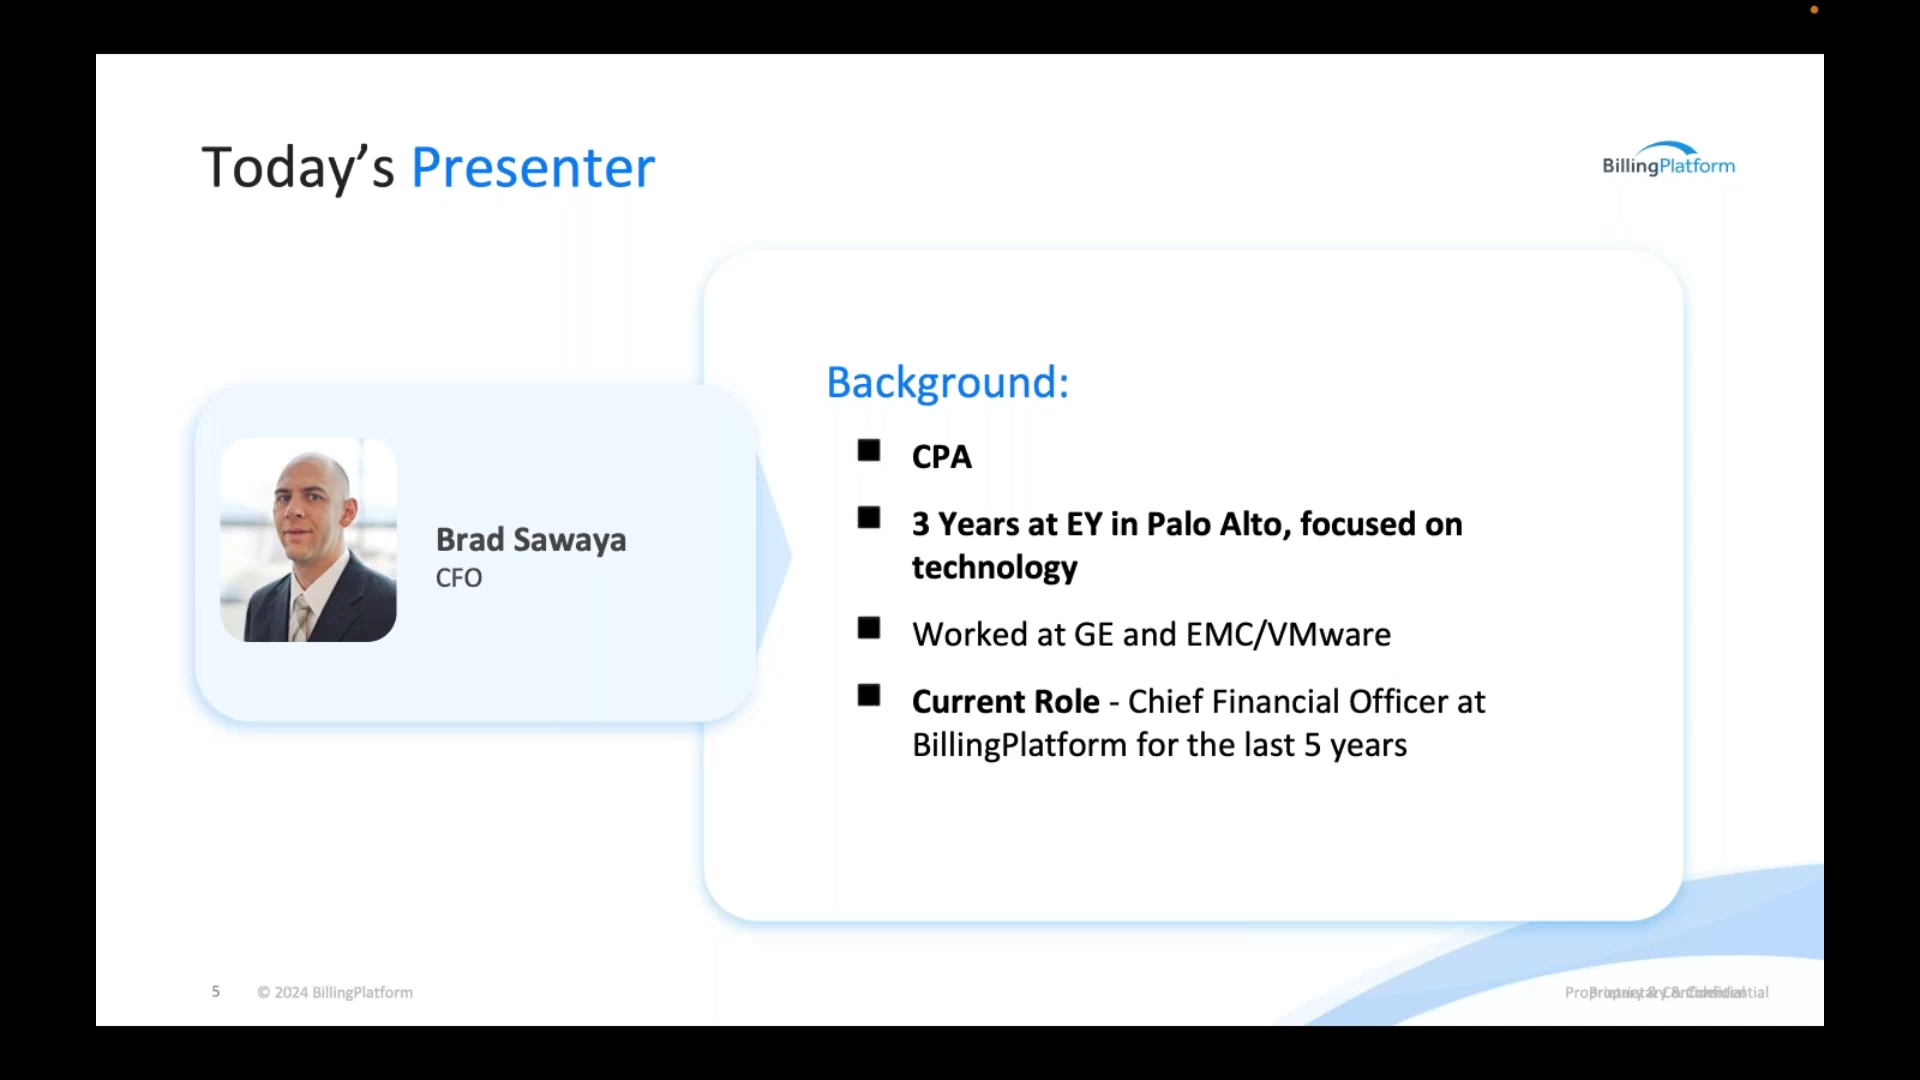 Today’s Presenter
BillingPlatform
Brad Sawaya
CFO
Background:
CPA
3 Years at EY in Palo Alto, focused on
technology
Worked at GE and EMC/VMware
Current Role - Chief Financial Officer at
BillingPlatform for the last 5 years
5
© 2024 BillingPlatform
Proprietary & Confidential